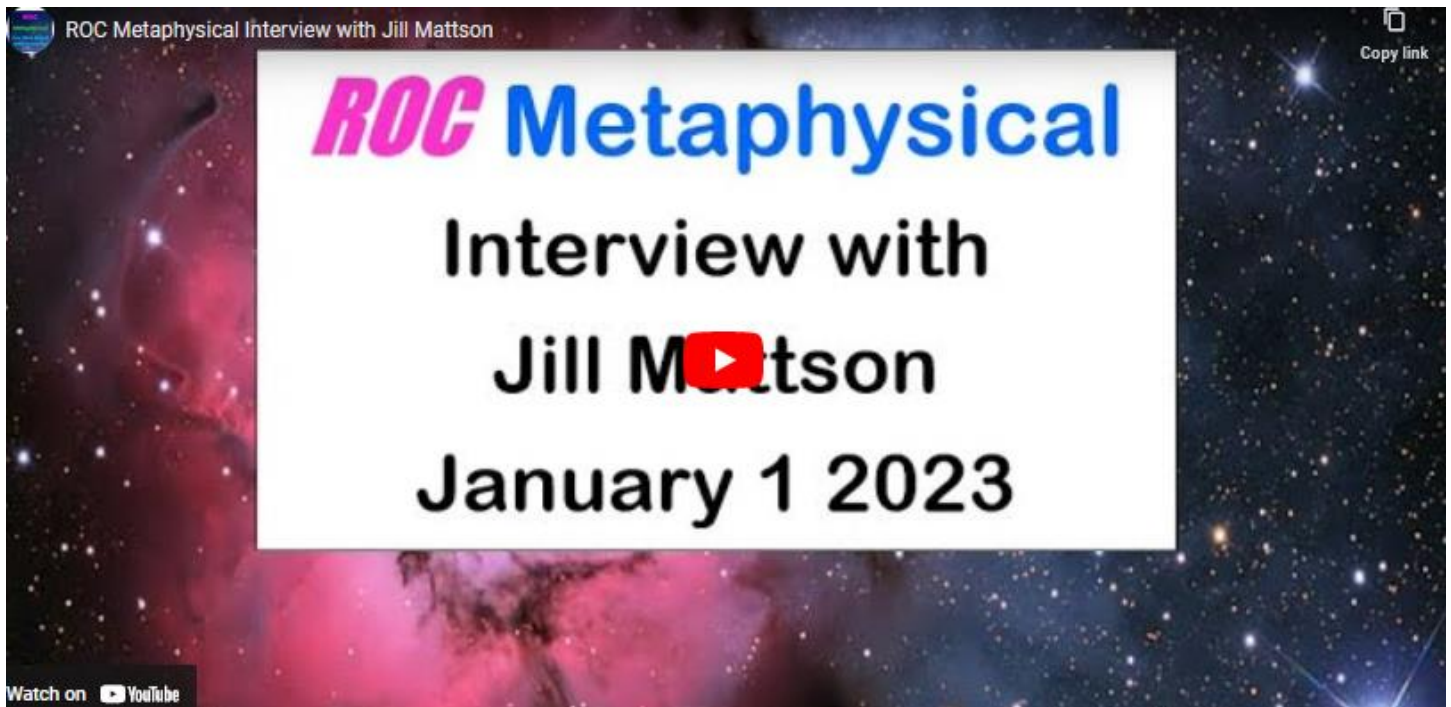 ROC Metaphysical Interview with Jill Mattson
Copy link
ROC Metaphysical
Interview with
Jill Mattson
January 1 2023
Watch on YouTube